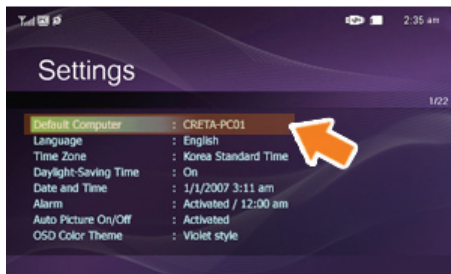 2:35 am
Settings
1/22
Default Computer : CRETA-PC01
Language : English
Time Zone : Korea Standard Time
Daylight-Saving Time : On
Date and Time : 1/1/2007 3:11 am
Alarm : Activated / 12:00 am
Auto Picture On/Off : Activated
OSD Color Theme : Violet style